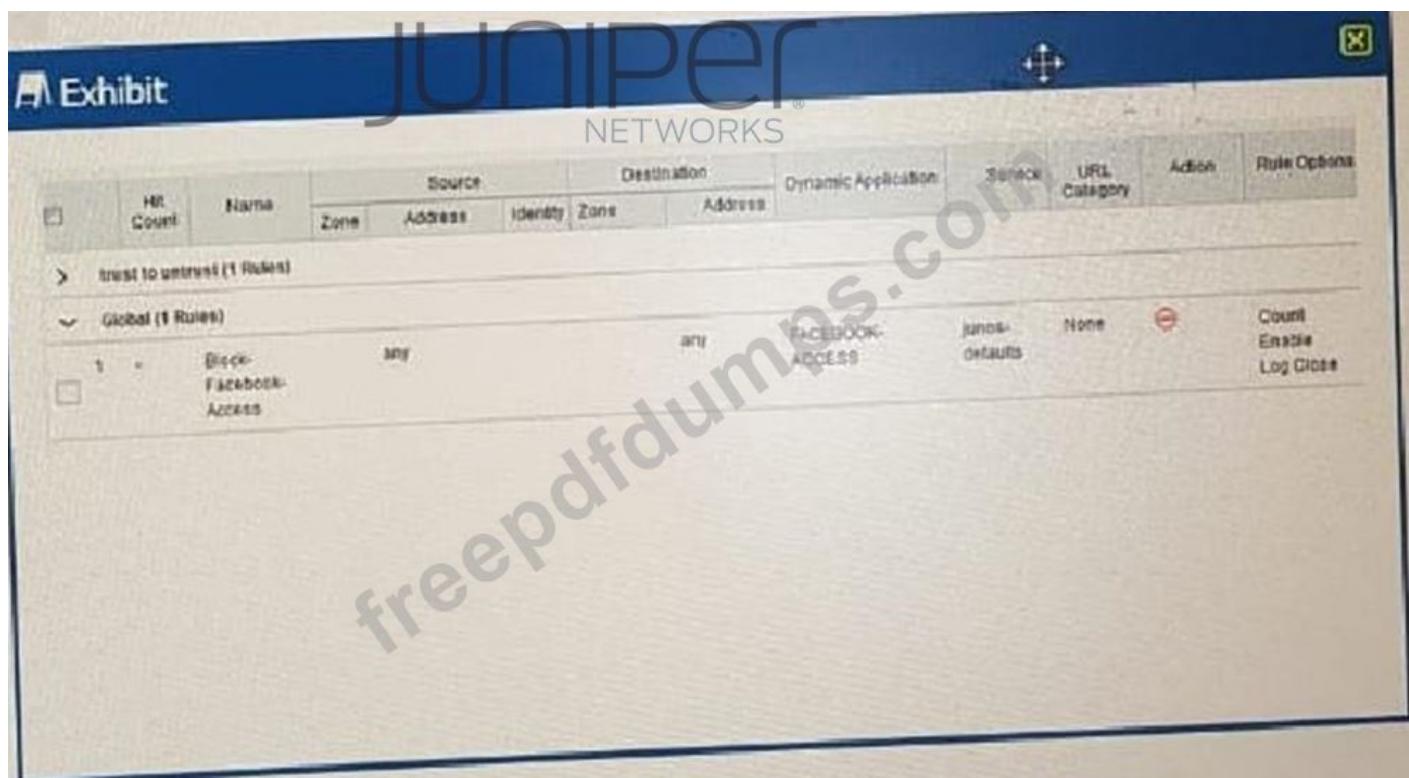 JUNIPER
NETWORKS
Exhibit
Hit Count
Name
Source
Zone
Address
Identity
Destination
Zone
Address
Dynamic Application
Service
URL Category
Action
Rule Options
trust to untrust (1 Rules)
Global (1 Rules)
1
Block-
Facebook-
Access
any
any
FACEBOOK-
ACCESS
junos-
defaults
None
Count
Enable
Log Close
freepdfdumps.com